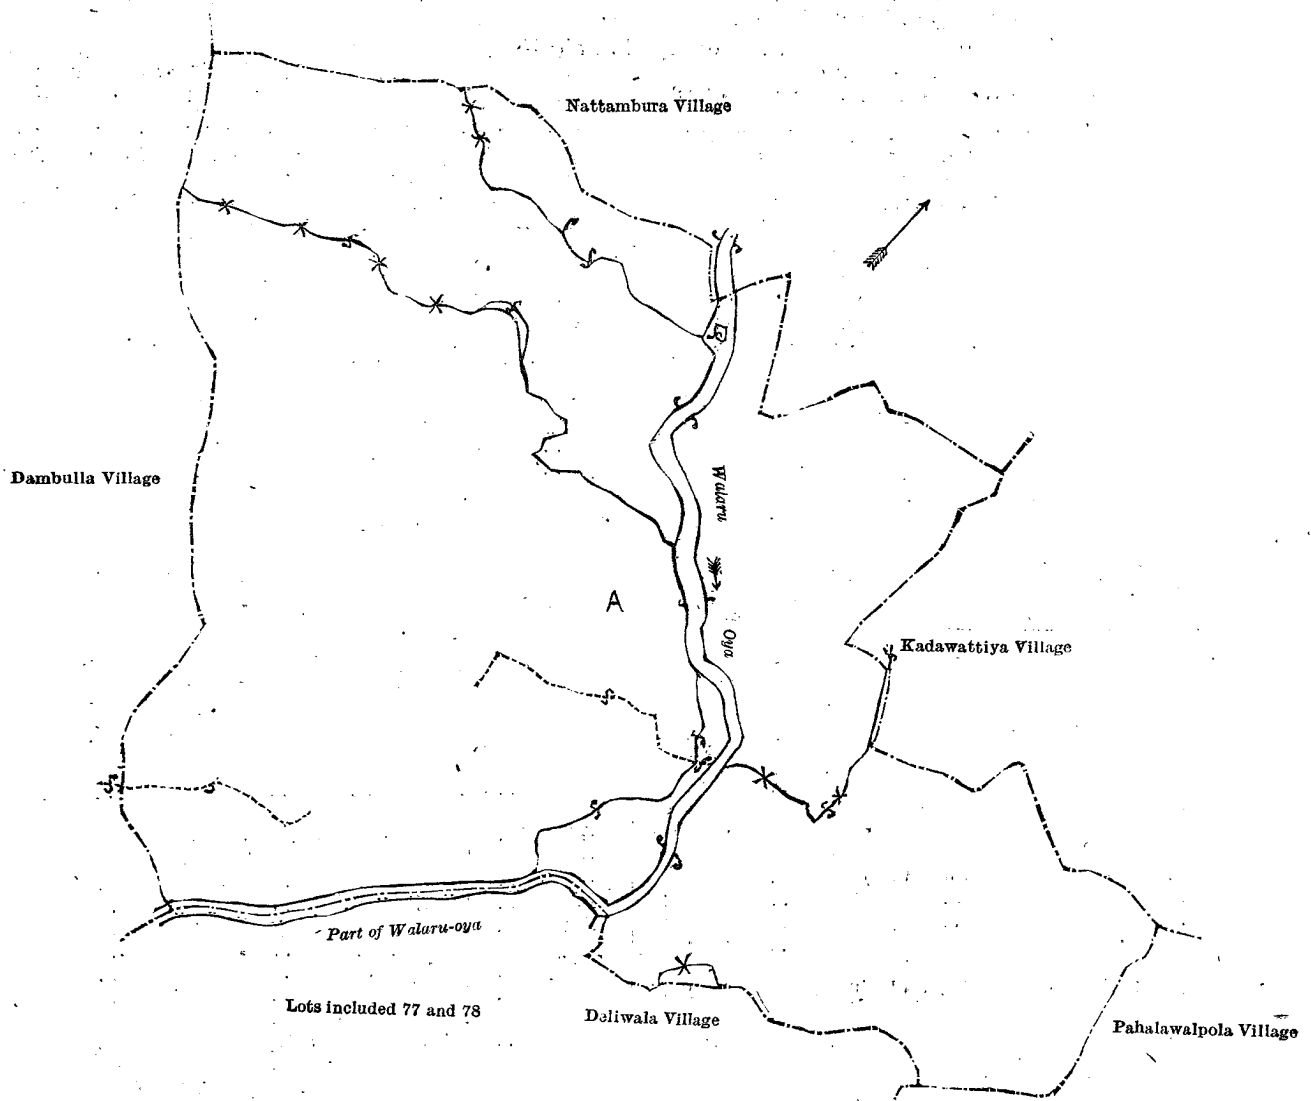 Nattambura Village
Dambulla Village
Walaru
A
Oya
Kadawattiya Village
Part of Walaru-oya
Lots included 77 and 78
Daliwala Village
Pahalawalpola Village